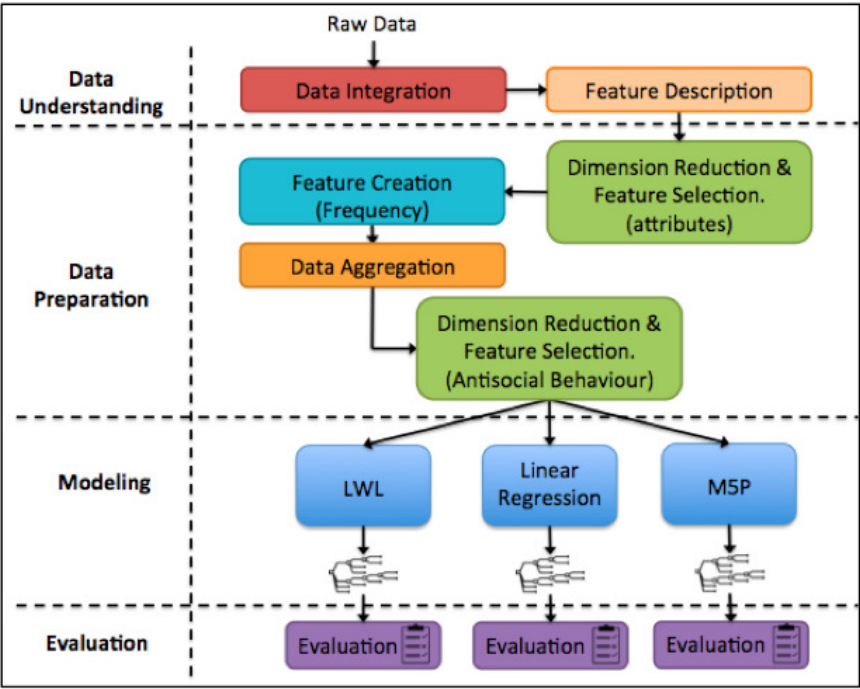 Raw Data
Data
Understanding
Data Integration
Feature Description
Data
Preparation
Dimension Reduction &
Feature Selection.
(attributes)
Feature Creation
(Frequency)
Data Aggregation
Dimension Reduction &
Feature Selection.
(Antisocial Behaviour)
Modeling
LWL
Linear
Regression
M5P
Evaluation
Evaluation
Evaluation
Evaluation